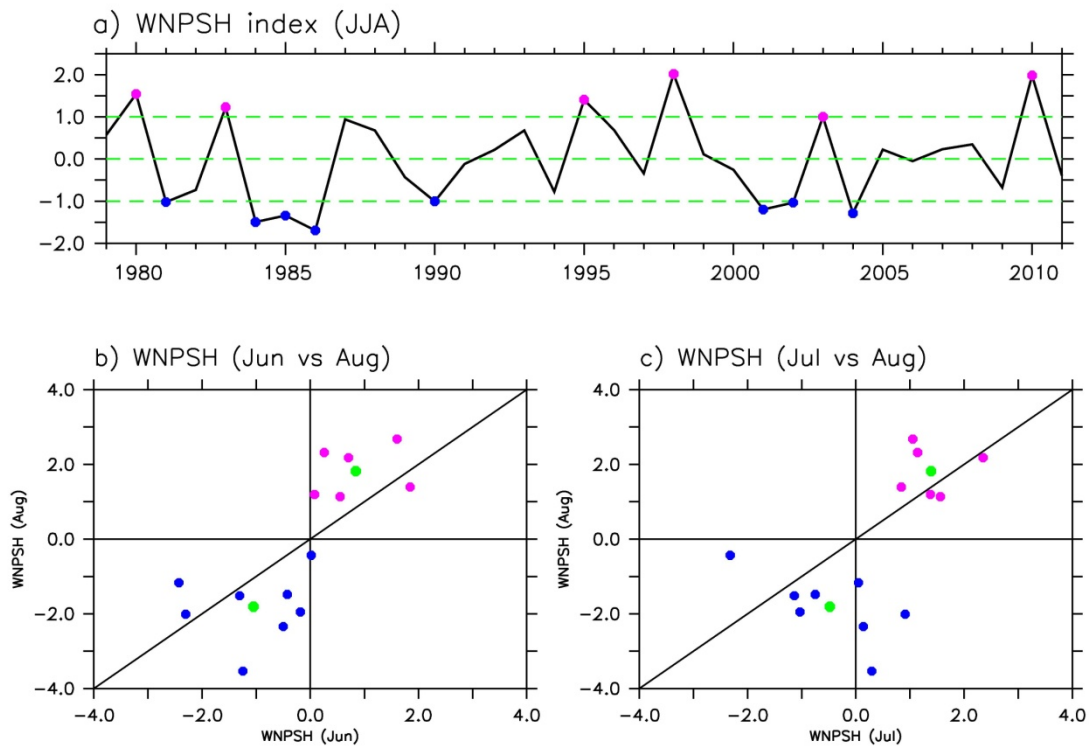 a) WNPSH index (JJA)
2.0
1.0
0.0
−1.0
−2.0
1980 1985 1990 1995 2000 2005 2010
b) WNPSH (Jun vs Aug)
4.0
2.0
0.0
−2.0
−4.0
WNPSH (Aug)
−4.0 −2.0 0.0 2.0 4.0
WNPSH (Jun)
c) WNPSH (Jul vs Aug)
4.0
2.0
0.0
−2.0
−4.0
WNPSH (Aug)
−4.0 −2.0 0.0 2.0 4.0
WNPSH (Jul)